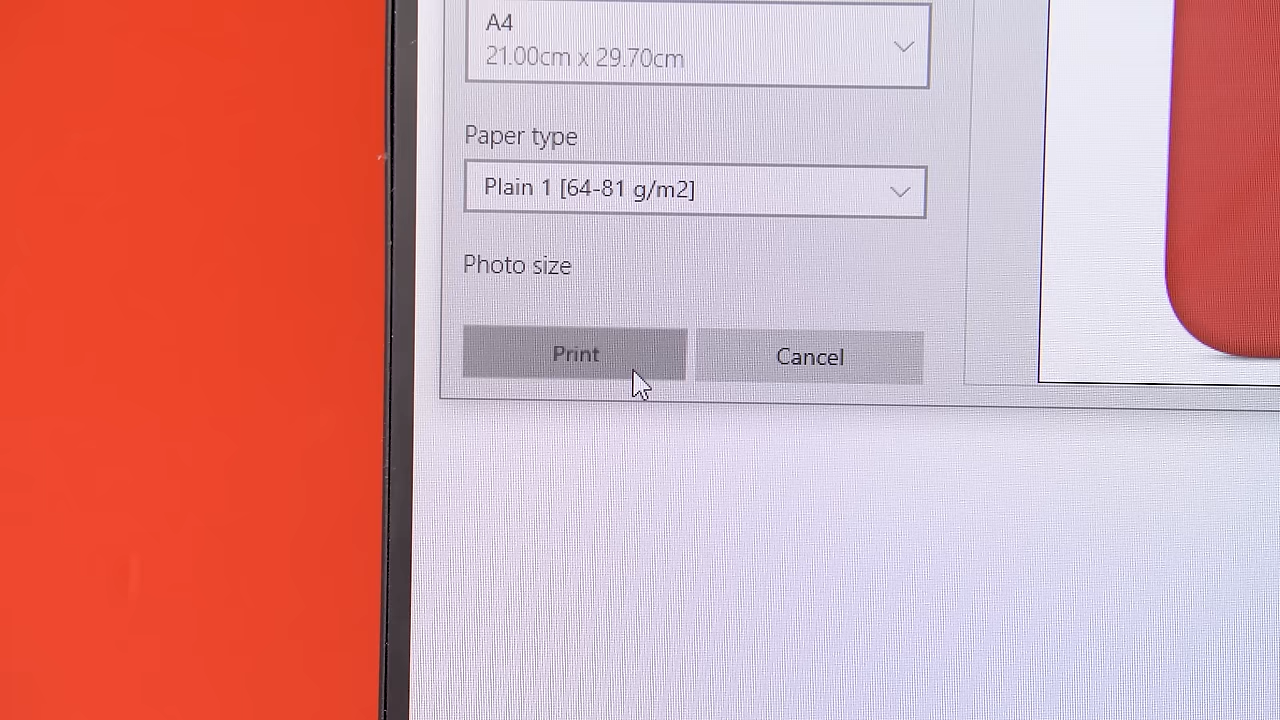 A4
21.00cm x 29.70cm
Paper type
Plain 1 [64-81 g/m2]
Photo size
Print
Cancel